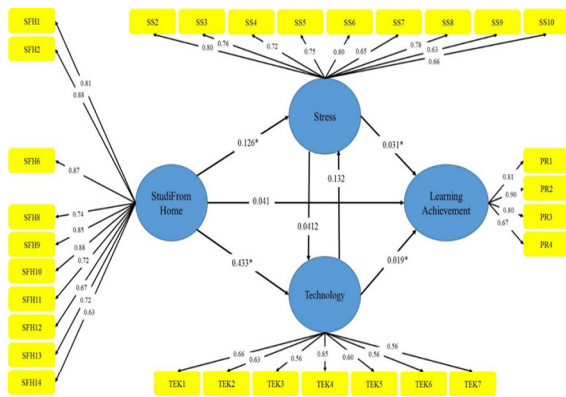 SS2 SS3 SS4 SS5 SS6 SS7 SS8 SS9 SS10
0.80 0.76 0.72 0.75 0.80 0.65 0.78 0.63 0.66
SFH1
SFH2
0.81
0.88
Stress
0.126*
0.031*
SFH6
0.87
StudiFrom
Home
0.132
0.041
Learning
Achievement
0.81
0.90
0.80
0.67
PR1
PR2
PR3
PR4
SFH8
SFH9
SFH10
SFH11
SFH12
SFH13
SFH14
0.74
0.85
0.88
0.72
0.67
0.72
0.63
0.0412
0.433*
0.019*
Technology
0.66 0.63 0.56 0.85 0.60 0.56 0.56
TEK1 TEK2 TEK3 TEK4 TEK5 TEK6 TEK7